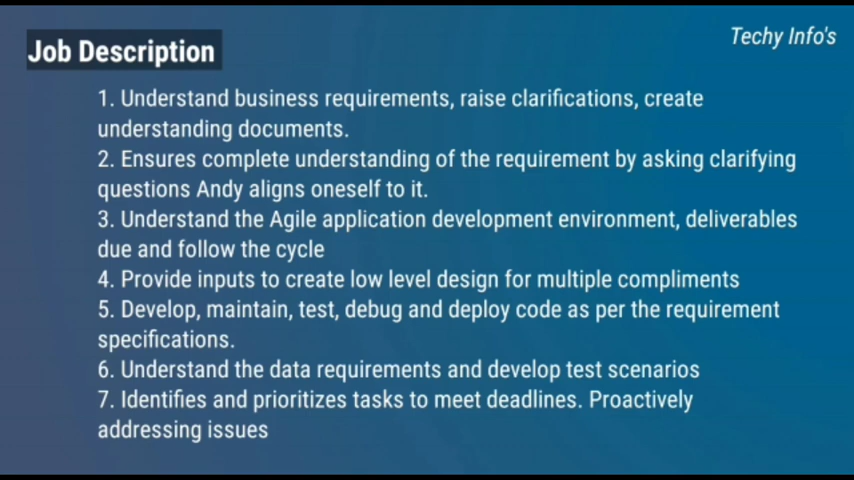 Techy Info's
Job Description
1. Understand business requirements, raise clarifications, create
understanding documents.
2. Ensures complete understanding of the requirement by asking clarifying
questions Andy aligns oneself to it.
3. Understand the Agile application development environment, deliverables
due and follow the cycle
4. Provide inputs to create low level design for multiple compliments
5. Develop, maintain, test, debug and deploy code as per the requirement
specifications.
6. Understand the data requirements and develop test scenarios
7. Identifies and prioritizes tasks to meet deadlines. Proactively
addressing issues